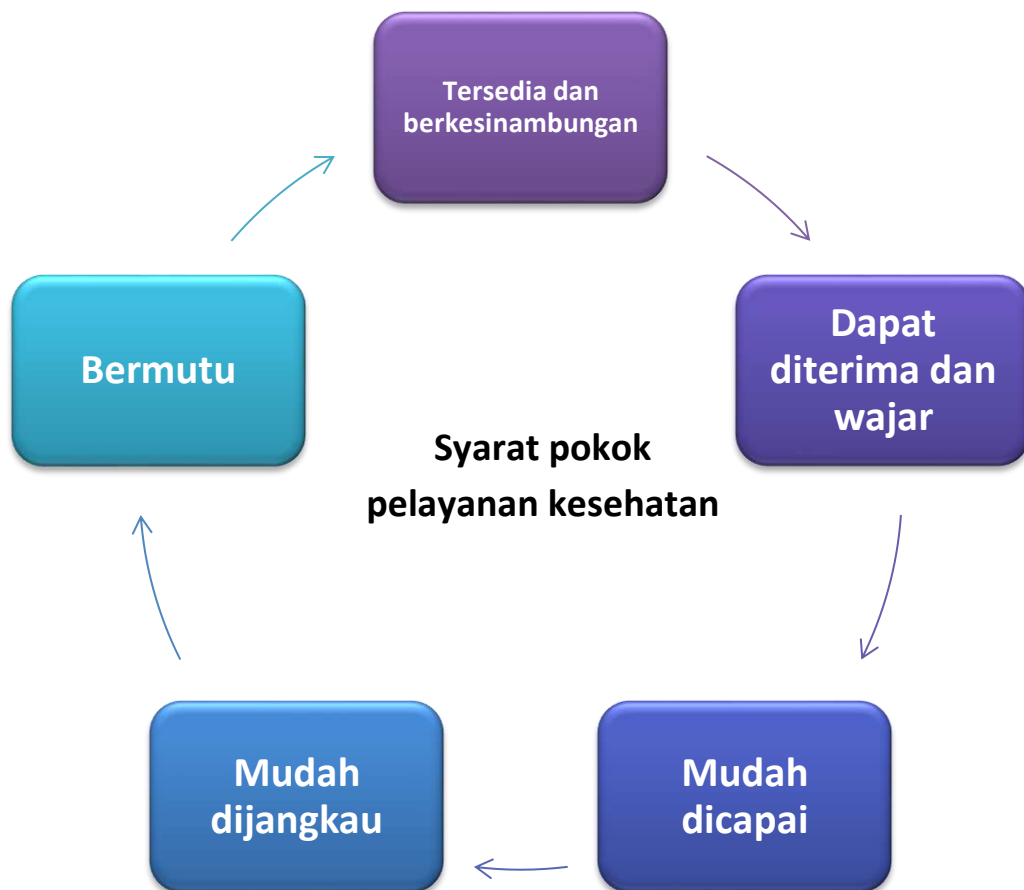 Tersedia dan
berkesinambungan
Dapat
diterima dan
wajar
Mudah
dicapai
Mudah
dijangkau
Bermutu
Syarat pokok
pelayanan kesehatan